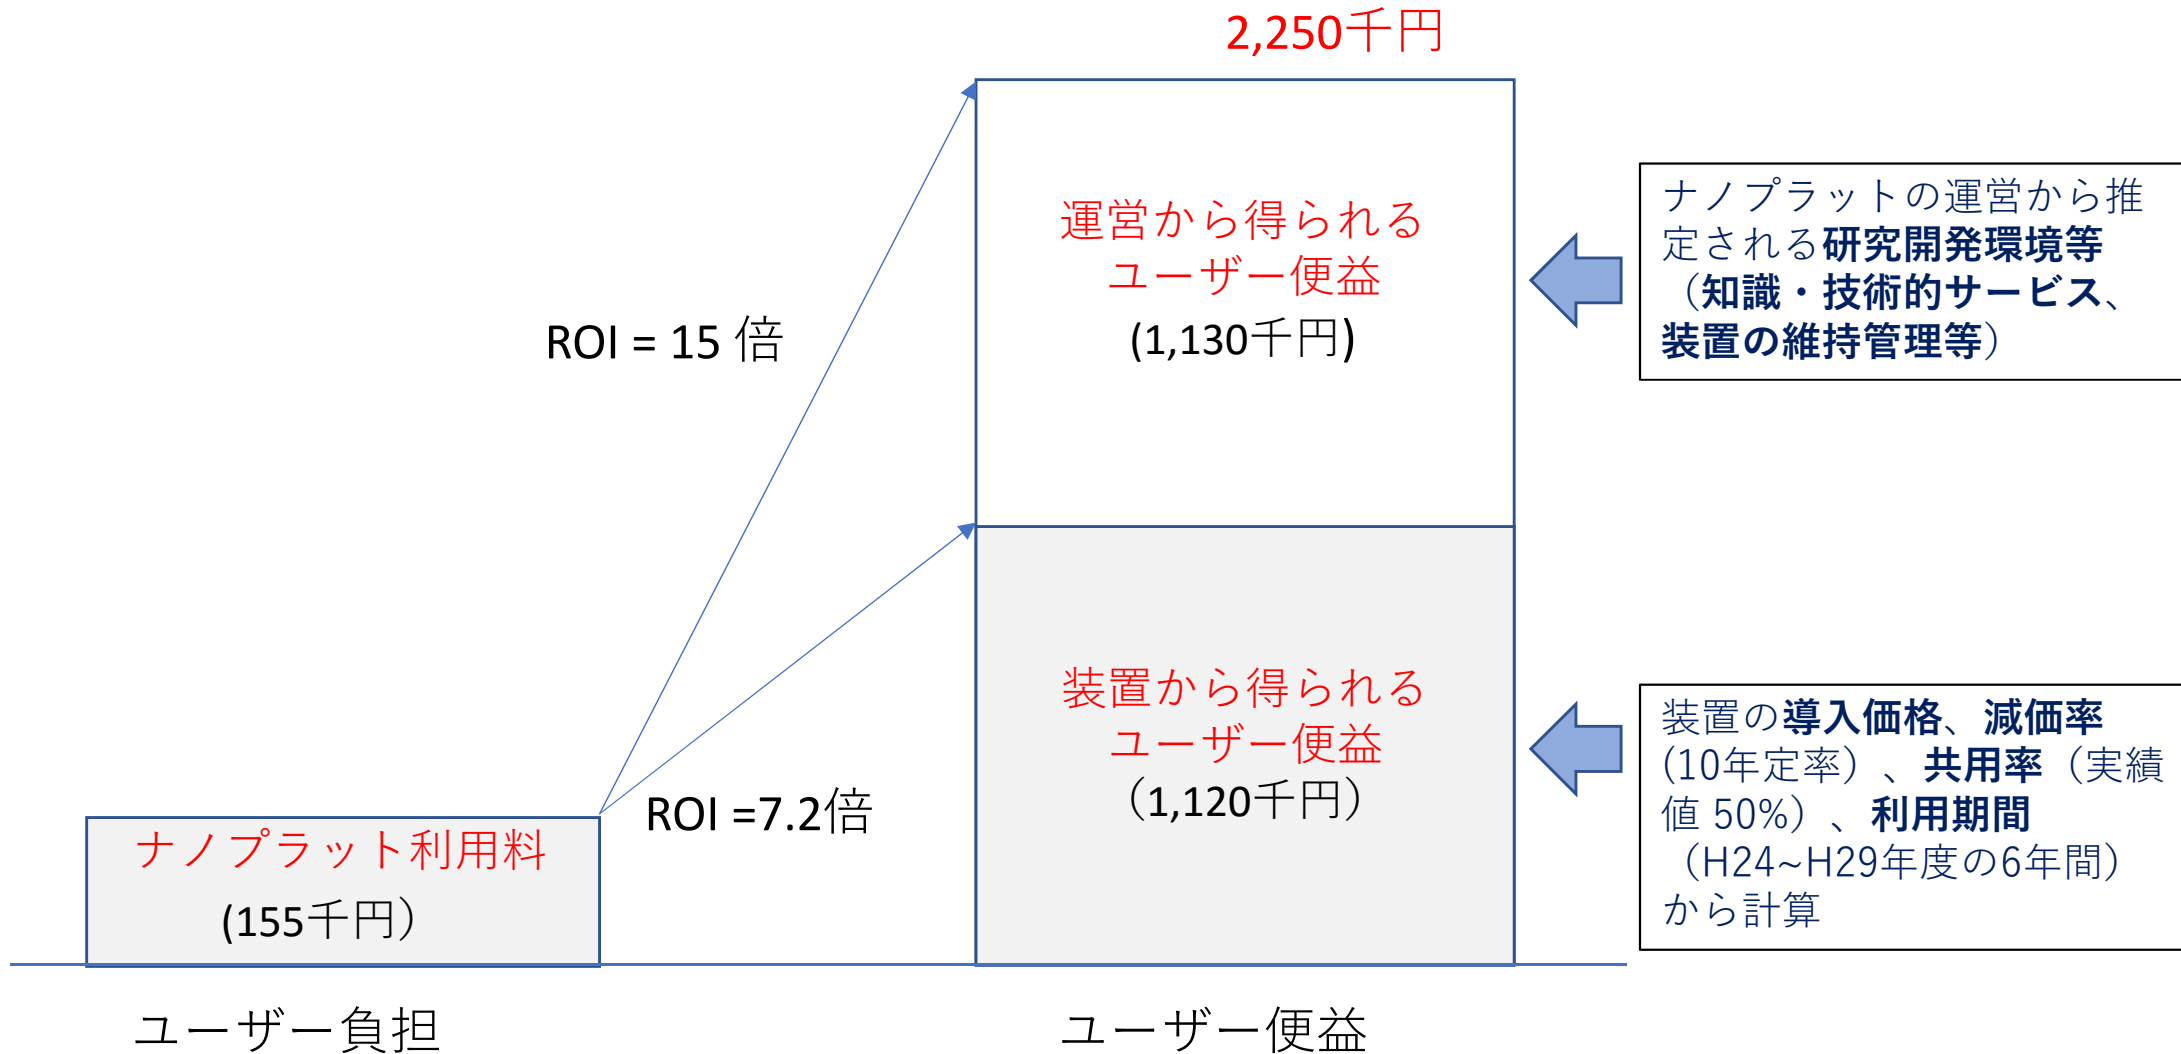 2,250千円
運営から得られる
ユーザー便益
(1,130千円)
ナノプラットの運営から推
定される研究開発環境等
（知識・技術的サービス、
装置の維持管理等）
ROI = 15 倍
装置から得られる
ユーザー便益
（1,120千円）
装置の導入価格、減価率
(10年定率）、共用率（実績
値 50%）、利用期間
（H24~H29年度の6年間）
から計算
ROI =7.2倍
ナノプラット利用料
(155千円）
ユーザー負担
ユーザー便益